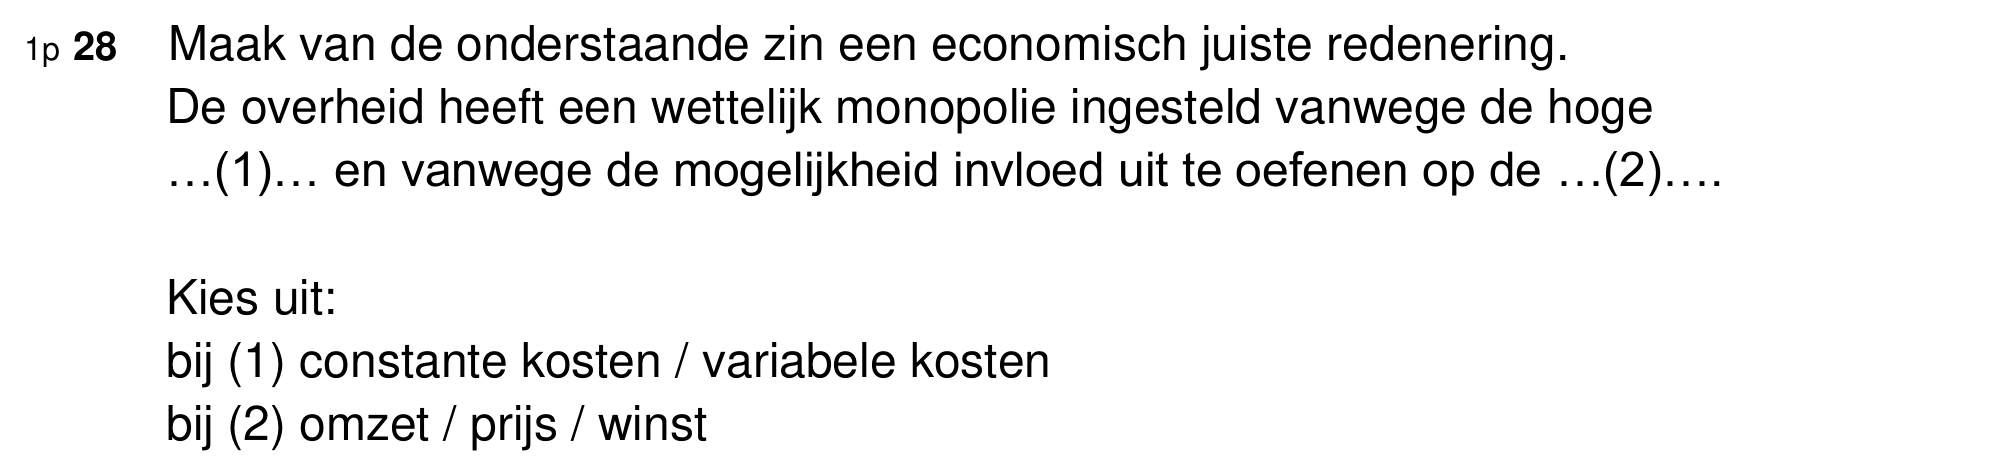 1p 28 Maak van de onderstaande zin een economisch juiste redenering.
De overheid heeft een wettelijk monopolie ingesteld vanwege de hoge
…(1)… en vanwege de mogelijkheid invloed uit te oefenen op de …(2)….
Kies uit:
bij (1) constante kosten / variabele kosten
bij (2) omzet / prijs / winst